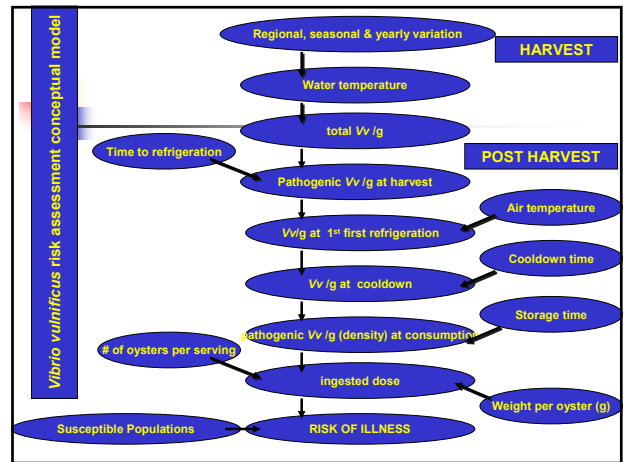 Vibrio vulnificus risk assessment conceptual model
Regional, seasonal & yearly variation
HARVEST
Water temperature
total Vv /g
Time to refrigeration
POST HARVEST
Pathogenic Vv /g at harvest
Air temperature
Vv/g at 1st first refrigeration
Cooldown time
Vv /g at cooldown
Storage time
pathogenic Vv /g (density) at consumption
# of oysters per serving
ingested dose
Weight per oyster (g)
Susceptible Populations
RISK OF ILLNESS